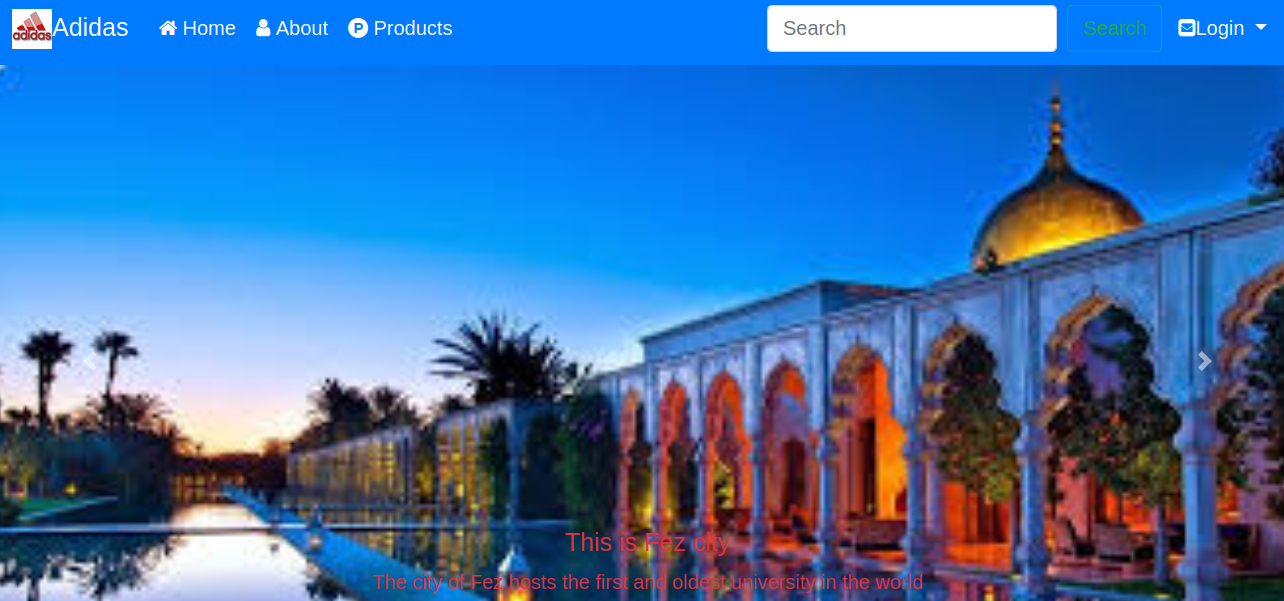 adidas
Adidas
Home
About
Products
Search
Search
Login
This is Fez city
The city of Fez hosts the first and oldest university in the world